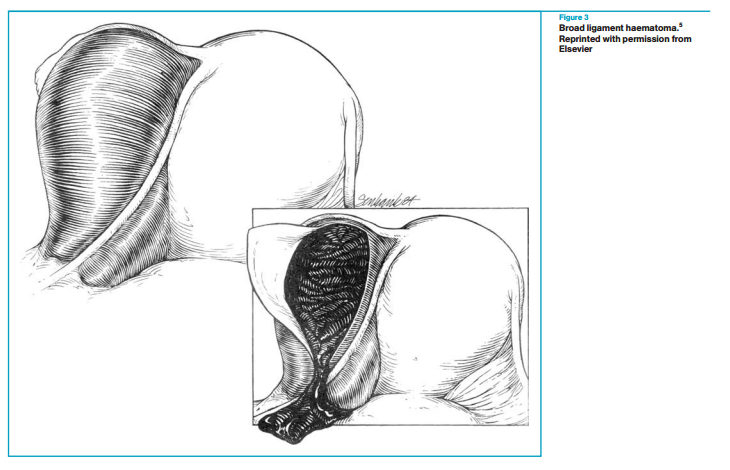 Figure 3
Broad ligament haematoma.⁵
Reprinted with permission from
Elsevier